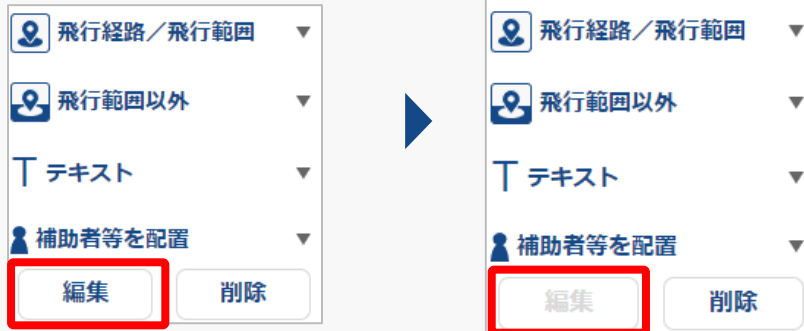 飛行経路／飛行範囲 ▼
飛行範囲以外 ▼
テキスト ▼
補助者等を配置 ▼
編集 削除
飛行経路／飛行範囲 ▼
飛行範囲以外 ▼
テキスト ▼
補助者等を配置 ▼
編集 削除